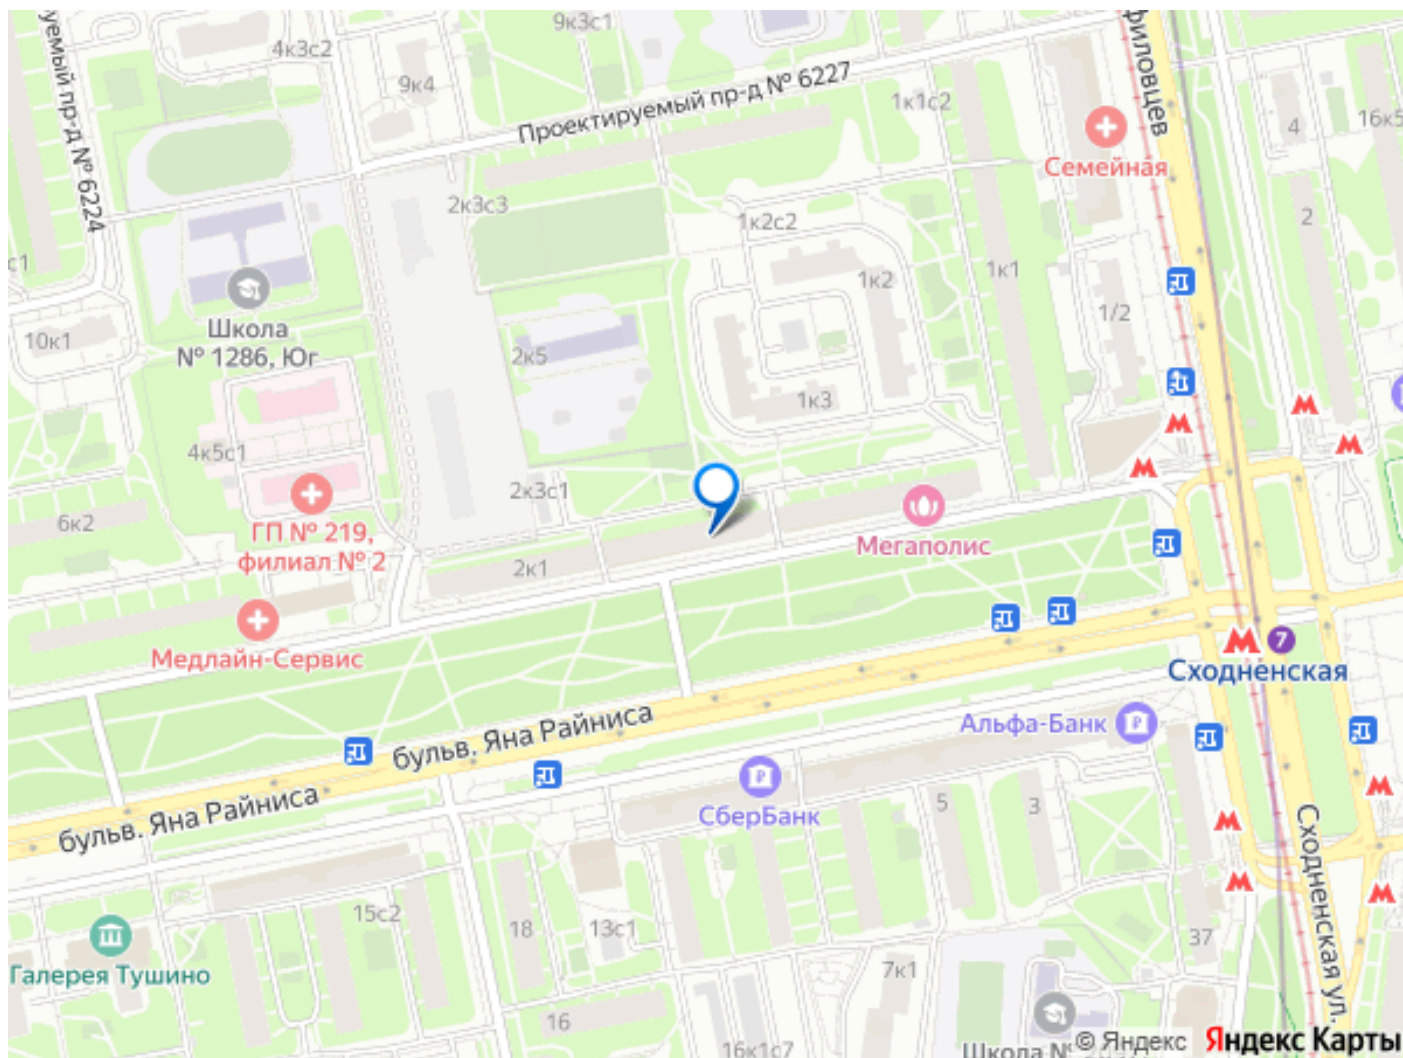 9к3с1
4к3с2
9к4
Проектируемый пр-д № 6227
1к1с2
филовцев
4
16к5
уемый пр-д № 6224
Семейная
2к3с3
1к2с2
2
с1
1к1
1к2
Школа
№ 1286, Юг
10к1
2к5
1/2
1к3
4к5с1
2к3с1
6к2
ГП № 219,
филиал № 2
Мегаполис
2к1
Медлайн-Сервис
7
Сходненская
бульв. Яна Райниса
Альфа-Банк
СберБанк
5
3
бульв. Яна Райниса
Сходненская ул.
15с2
18
13с1
37
Галерея Тушино
7к1
16
16к1с7
Школа №
© Яндекс
Яндекс Карты